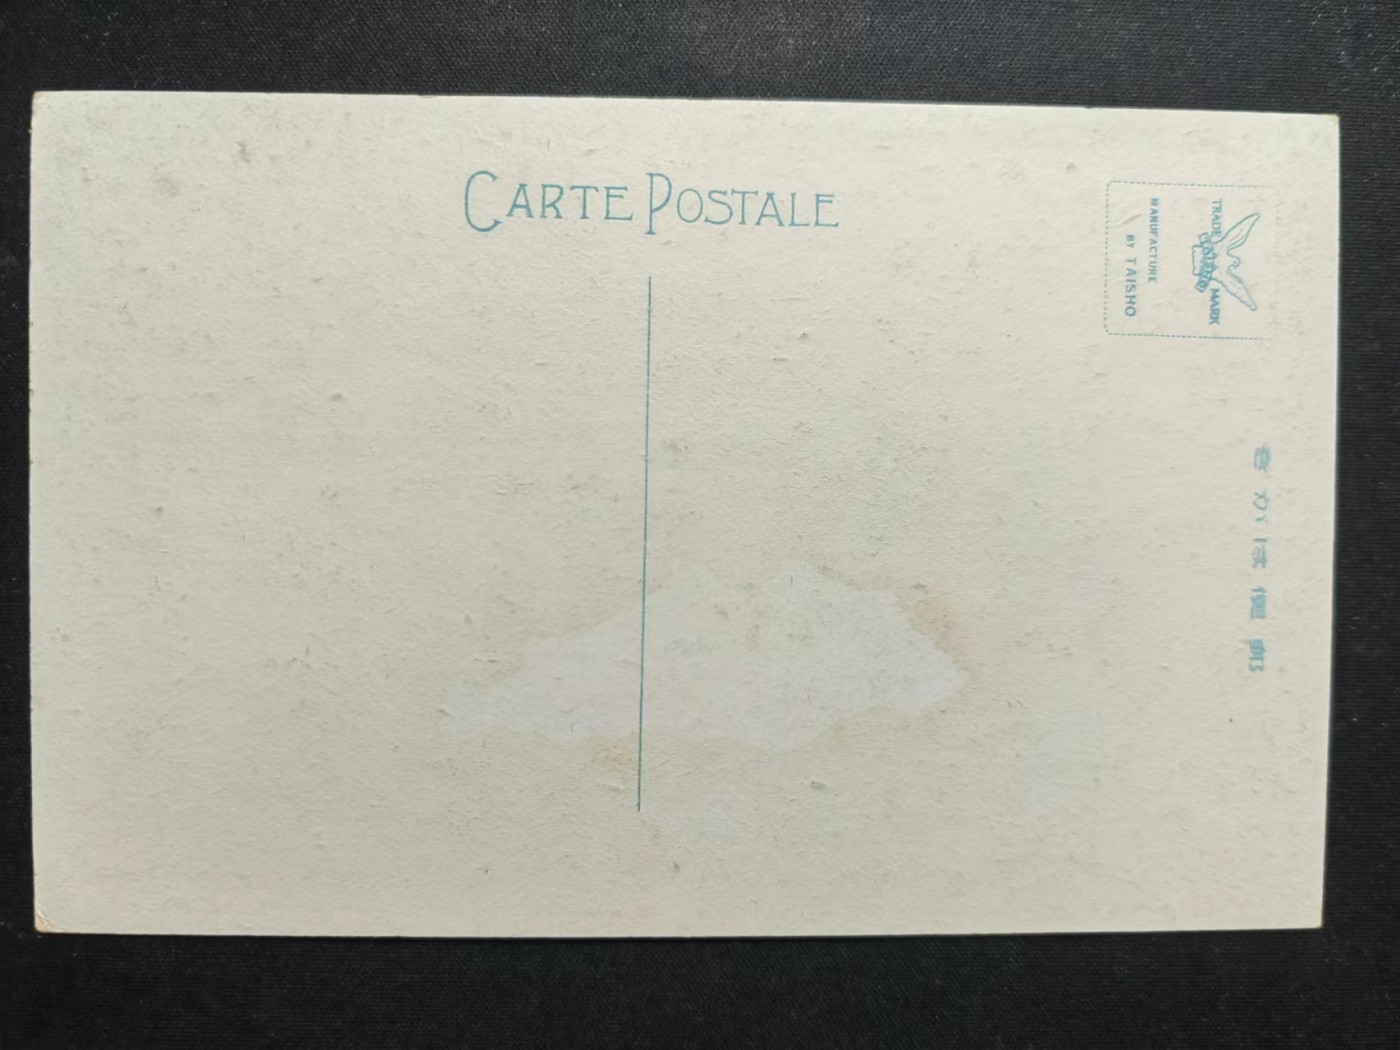 CARTE POSTALE
TRADE MARK
MANUFACTURE
BY TAISHO
郵便はがき